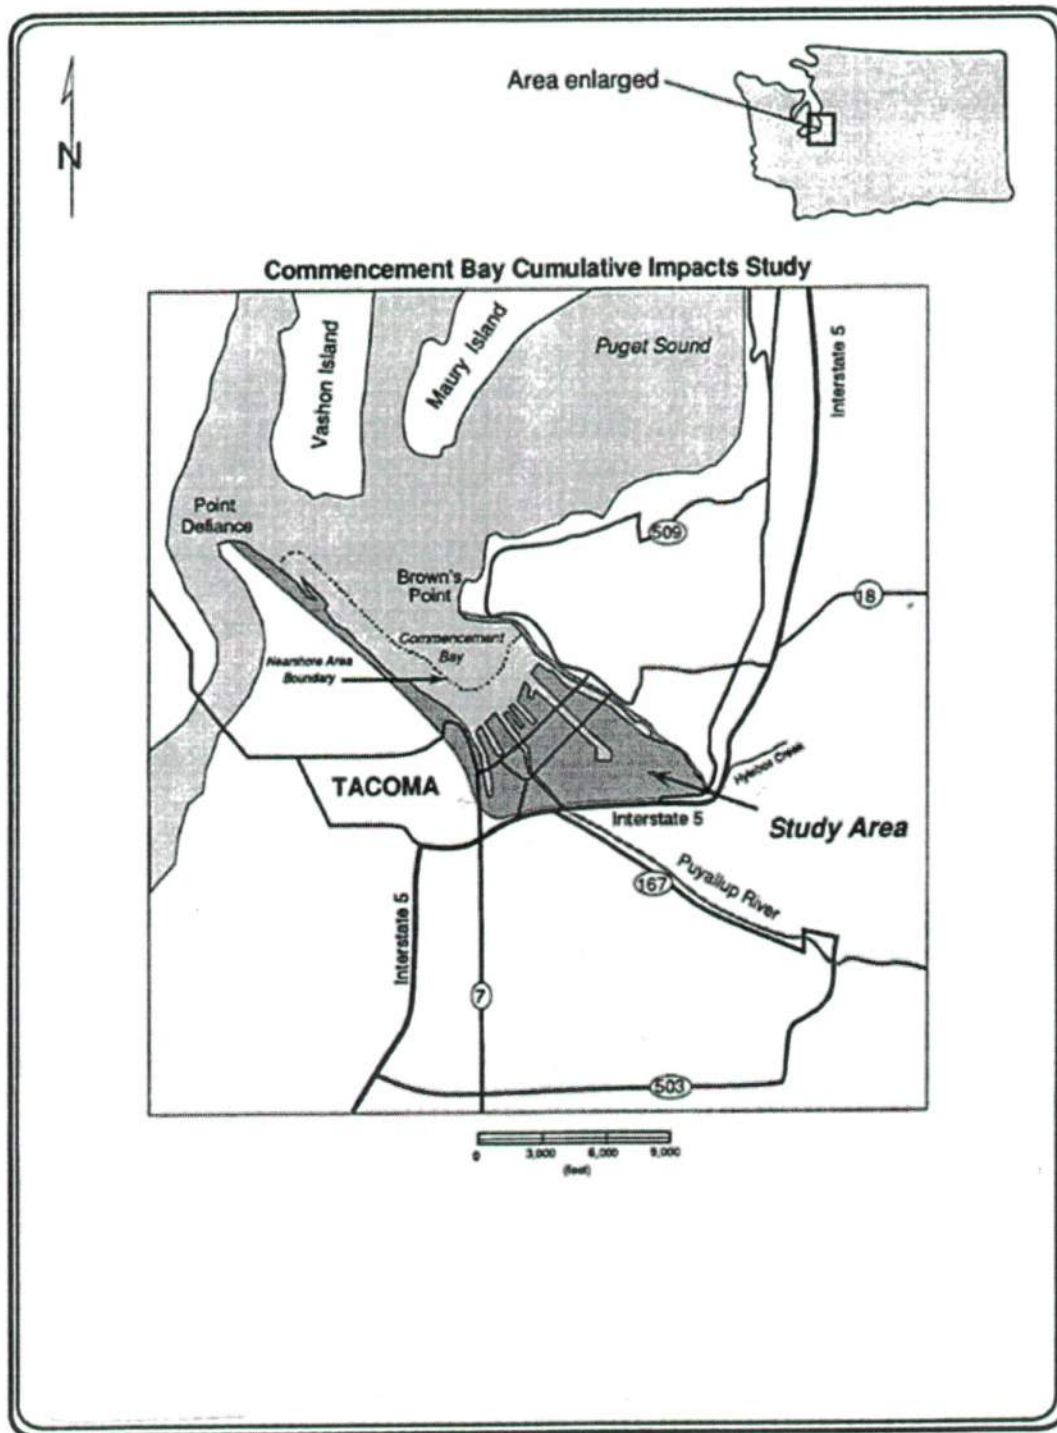 Area enlarged
N
Commencement Bay Cumulative Impacts Study
Vashon Island
Maury Island
Puget Sound
Interstate 5
Point
Defiance
509
Brown's
Point
18
Commencement
Bay
Nearshore Area
Boundary
Hylebos Creek
TACOMA
Interstate 5
Study Area
Puyallup River
167
Interstate 5
7
503
0 3,000 6,000 9,000
(feet)